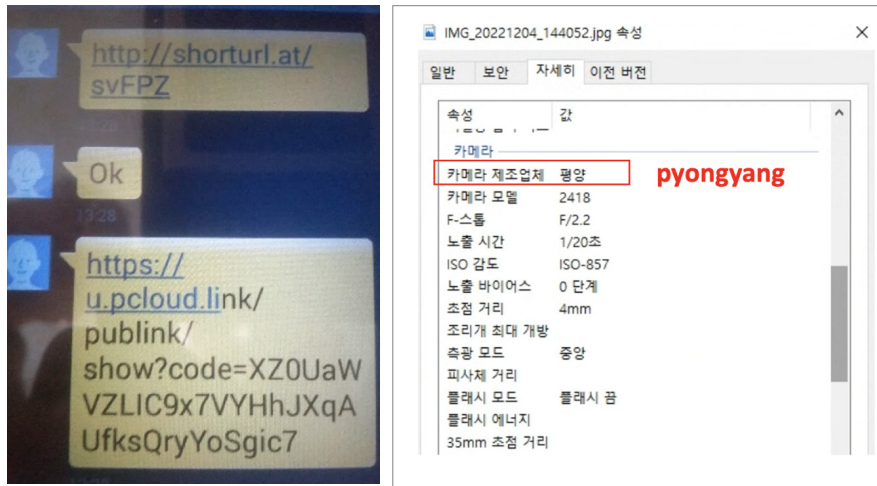 http://shorturl.at/
svFPZ
13:28
Ok
13:28
https://
u.pcloud.link/
publink/
show?code=XZ0UaW
VZLIC9x7VYHhJXqA
UfksQryYoSgic7
IMG_20221204_144052.jpg 속성
일반 보안 자세히 이전 버전
속성 값
카메라
카메라 제조업체 평양
pyongyang
카메라 모델 2418
F-스톱 F/2.2
노출 시간 1/20초
ISO 감도 ISO-857
노출 바이어스 0 단계
초점 거리 4mm
조리개 최대 개방
측광 모드 중앙
피사체 거리
플래시 모드 플래시 끔
플래시 에너지
35mm 초점 거리